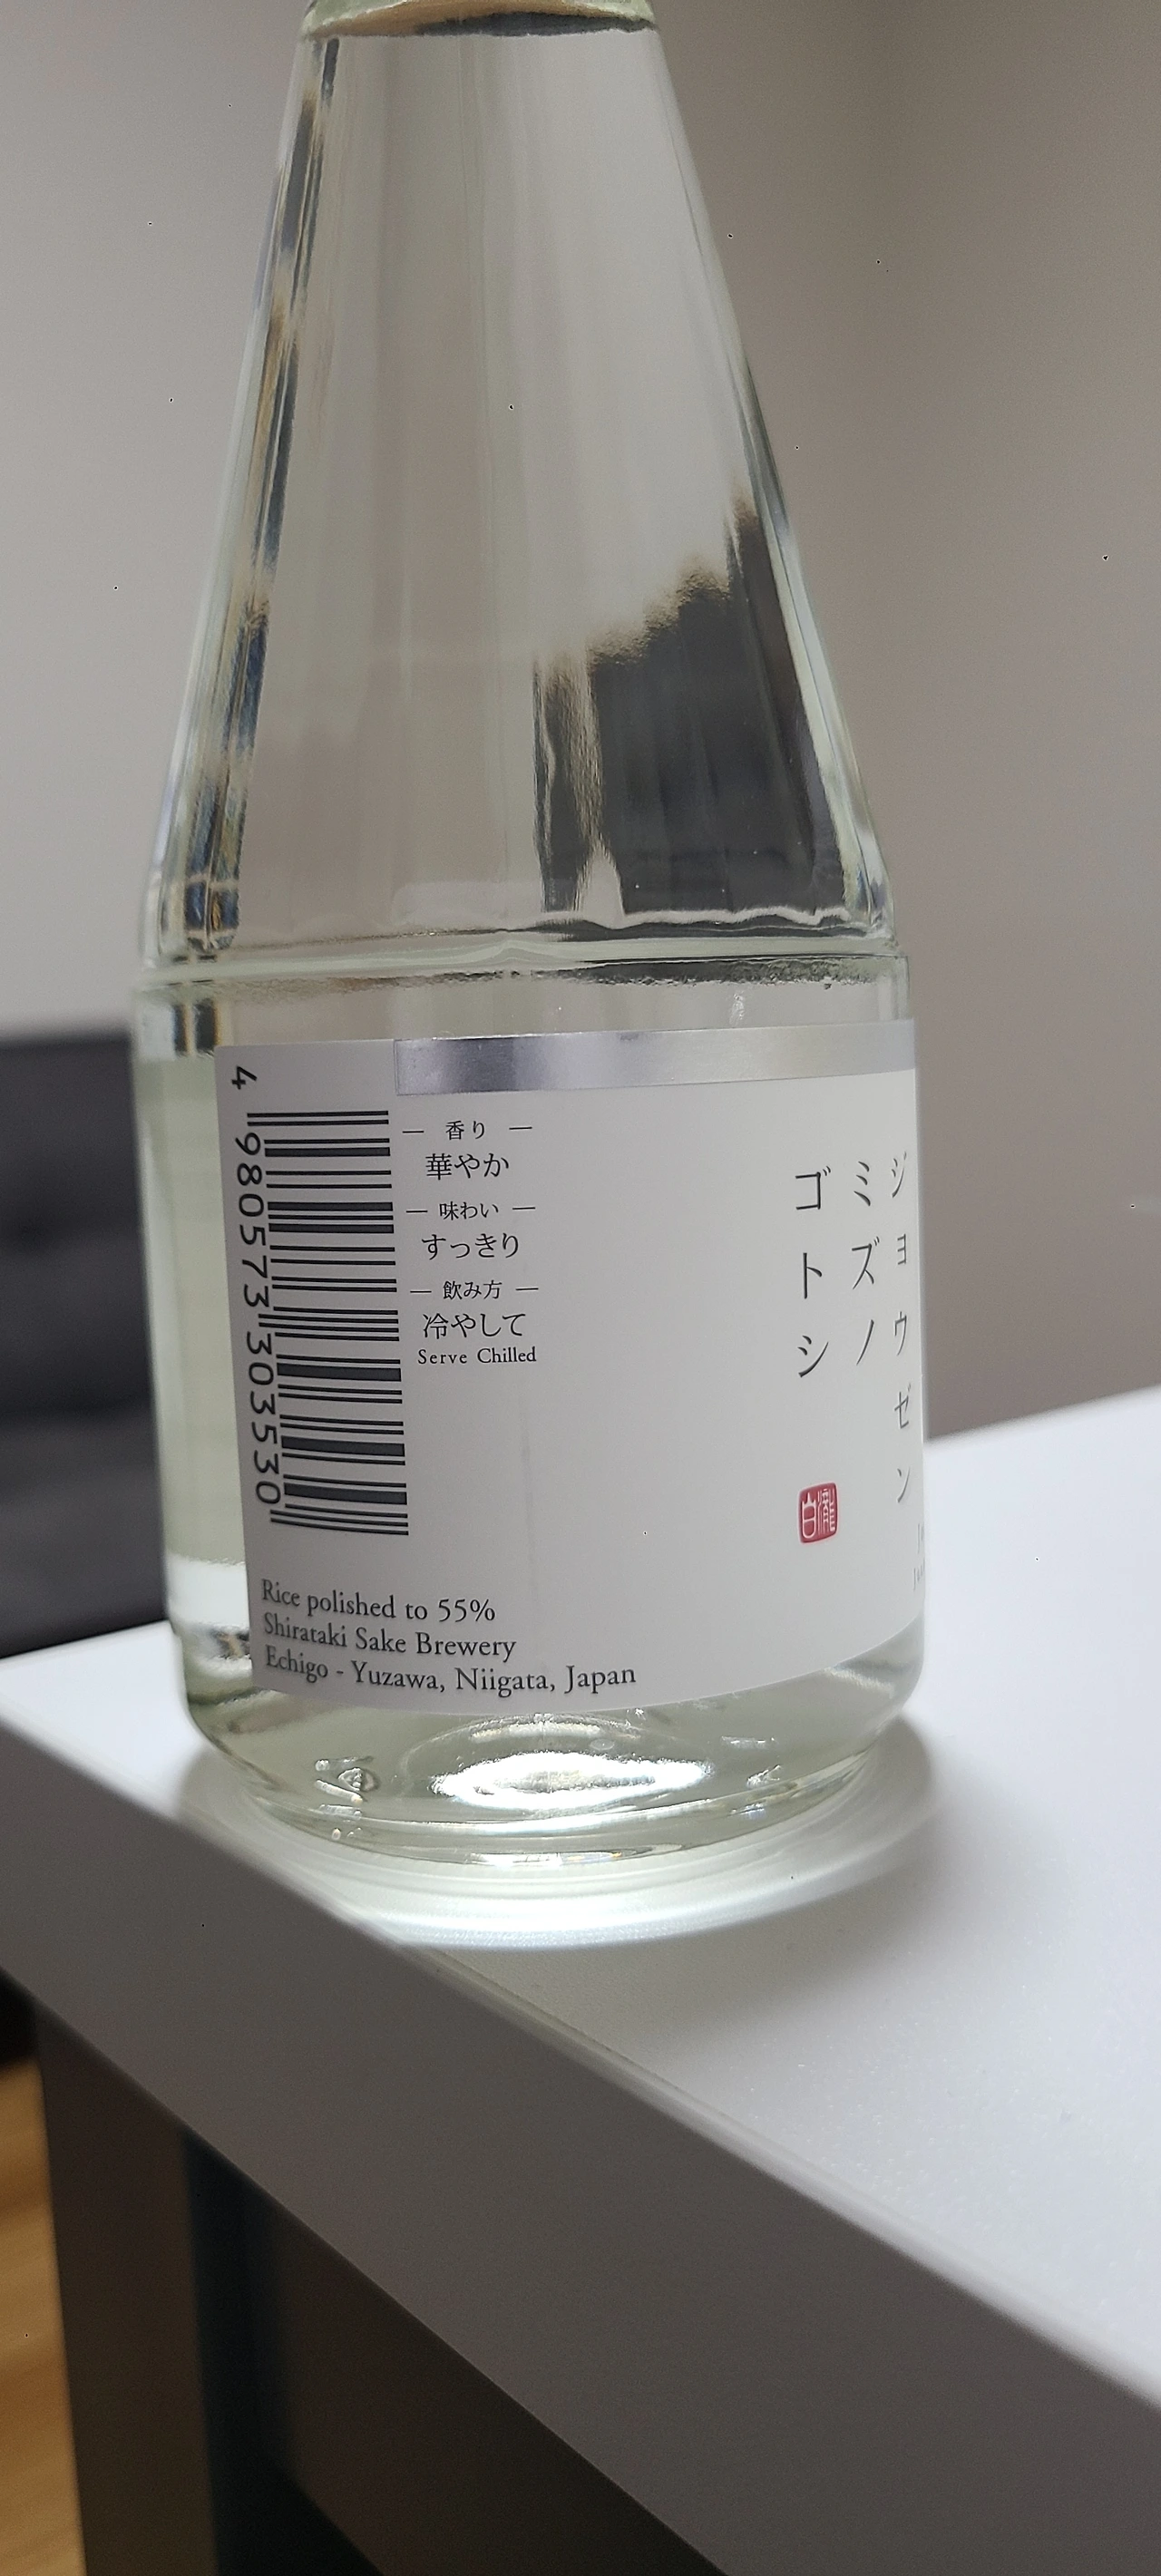 4 980573 303530
— 香り —
華やか
— 味わい —
すっきり
— 飲み方 —
冷やして
Serve Chilled
ジョウゼン
ミズノ
ゴトシ
白瀧
Rice polished to 55%
Shirataki Sake Brewery
Echigo - Yuzawa, Niigata, Japan